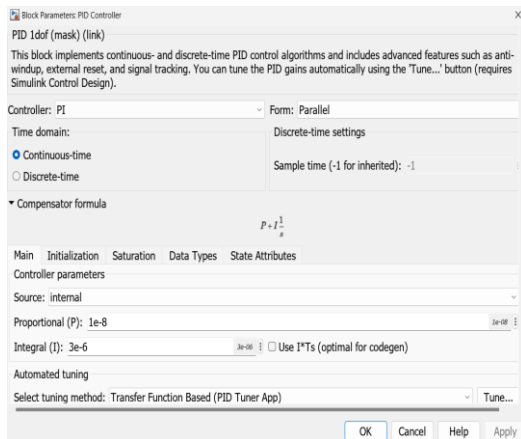 Block Parameters: PID Controller X
PID 1dof (mask) (link)
This block implements continuous- and discrete-time PID control algorithms and includes advanced features such as anti-
windup, external reset, and signal tracking. You can tune the PID gains automatically using the 'Tune...' button (requires
Simulink Control Design).
Controller: PI Form: Parallel
Time domain: Discrete-time settings
Continuous-time
Sample time (-1 for inherited): -1
Discrete-time
Compensator formula
P+I 1/s
Main Initialization Saturation Data Types State Attributes
Controller parameters
Source: internal
Proportional (P): 1e-8 1e-08
Integral (I): 3e-6 3e-06 Use I*Ts (optimal for codegen)
Automated tuning
Select tuning method: Transfer Function Based (PID Tuner App) Tune...
OK Cancel Help Apply